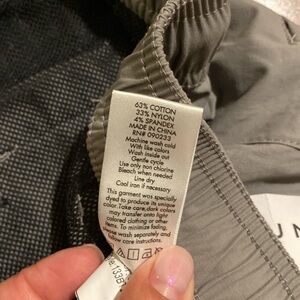 63% COTTON
33% NYLON
4% SPANDEX
MADE IN CHINA
RN# 090233
Machine wash cold
With like colors
Wash inside out
Gentle cycle
Use only non chlorine
Bleach when needed
Line dry
Cool iron if necessary
This garment was specially
dyed to produce its unique
color. Take care, dark colors
may transfer onto light
colored clothing or other
items. To minimize fading,
please wash separately and
follow care instructions.